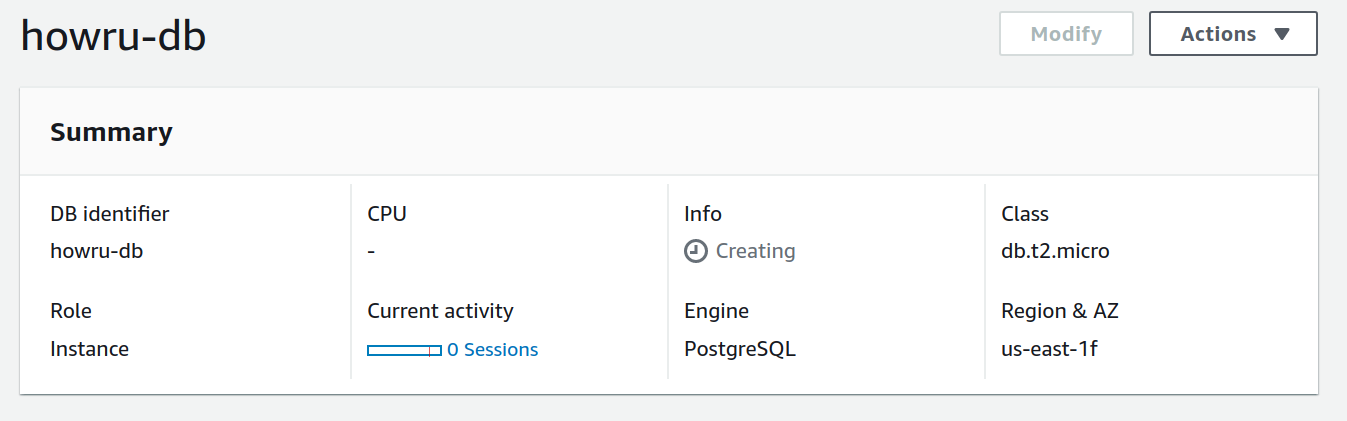 howru-db
Modify
Actions
Summary
DB identifier
howru-db
CPU
-
Info
Creating
Class
db.t2.micro
Role
Instance
Current activity
0 Sessions
Engine
PostgreSQL
Region & AZ
us-east-1f